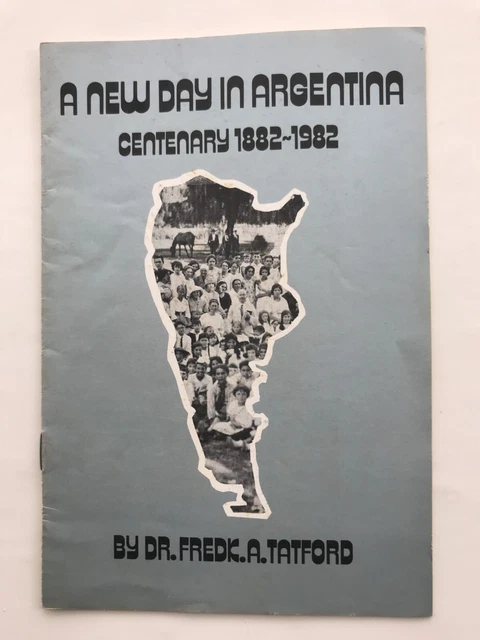 A NEW DAY IN ARGENTINA
CENTENARY 1882~1982
BY DR. FREDK. A. TATFORD